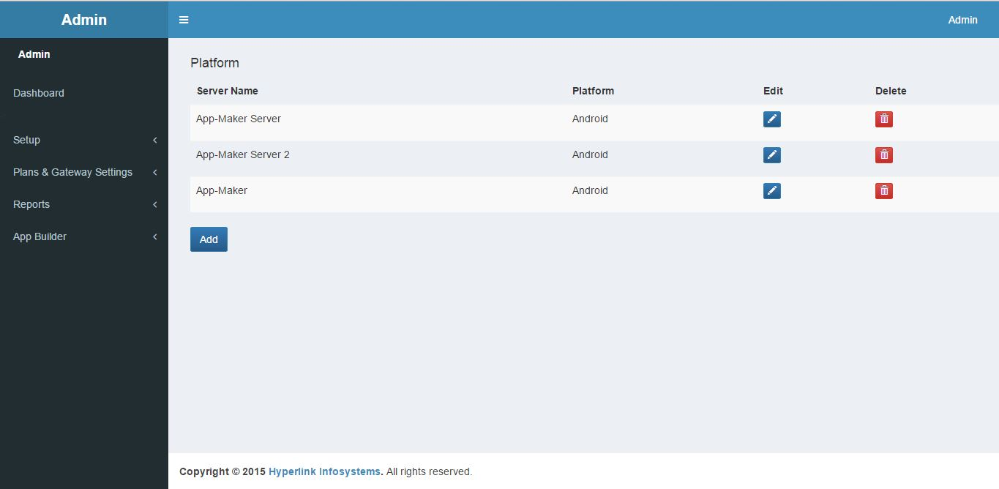 Admin
Admin
Admin
Dashboard
Setup
Plans & Gateway Settings
Reports
App Builder
Platform
Server Name Platform Edit Delete
App-Maker Server Android
App-Maker Server 2 Android
App-Maker Android
Add
Copyright © 2015 Hyperlink Infosystems. All rights reserved.